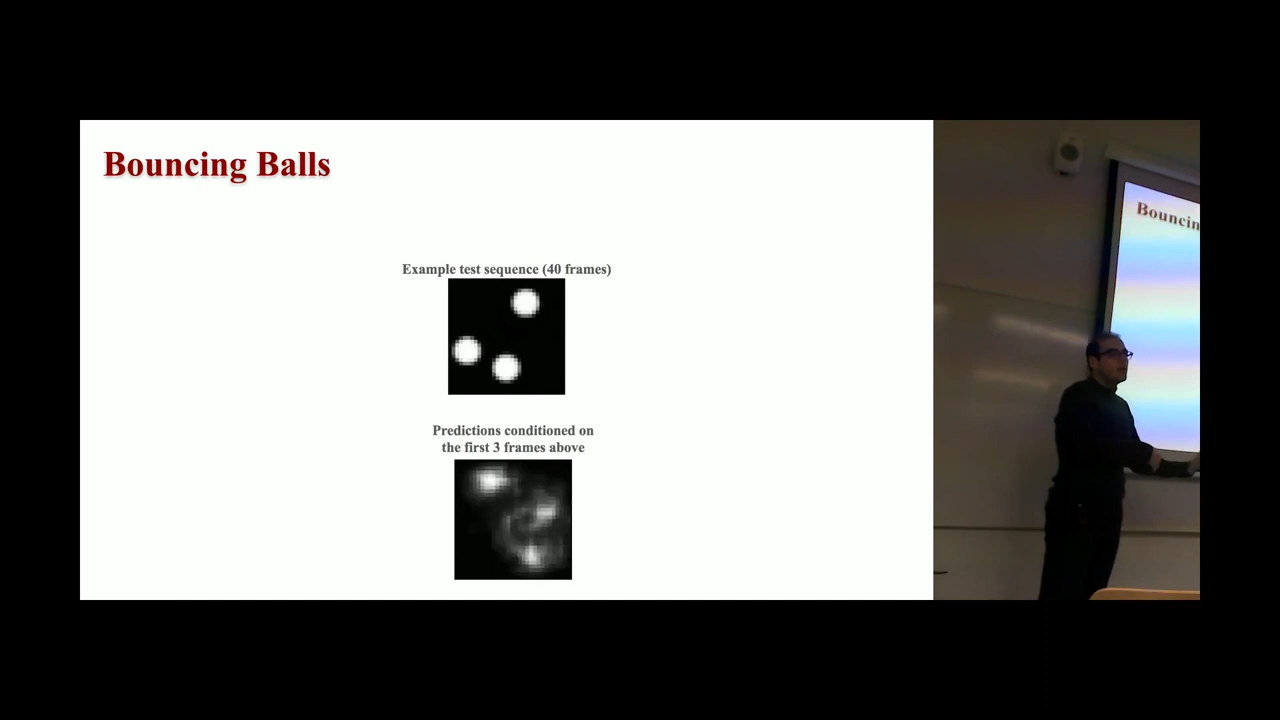 Bouncing Balls
Example test sequence (40 frames)
Predictions conditioned on
the first 3 frames above
Bouncin